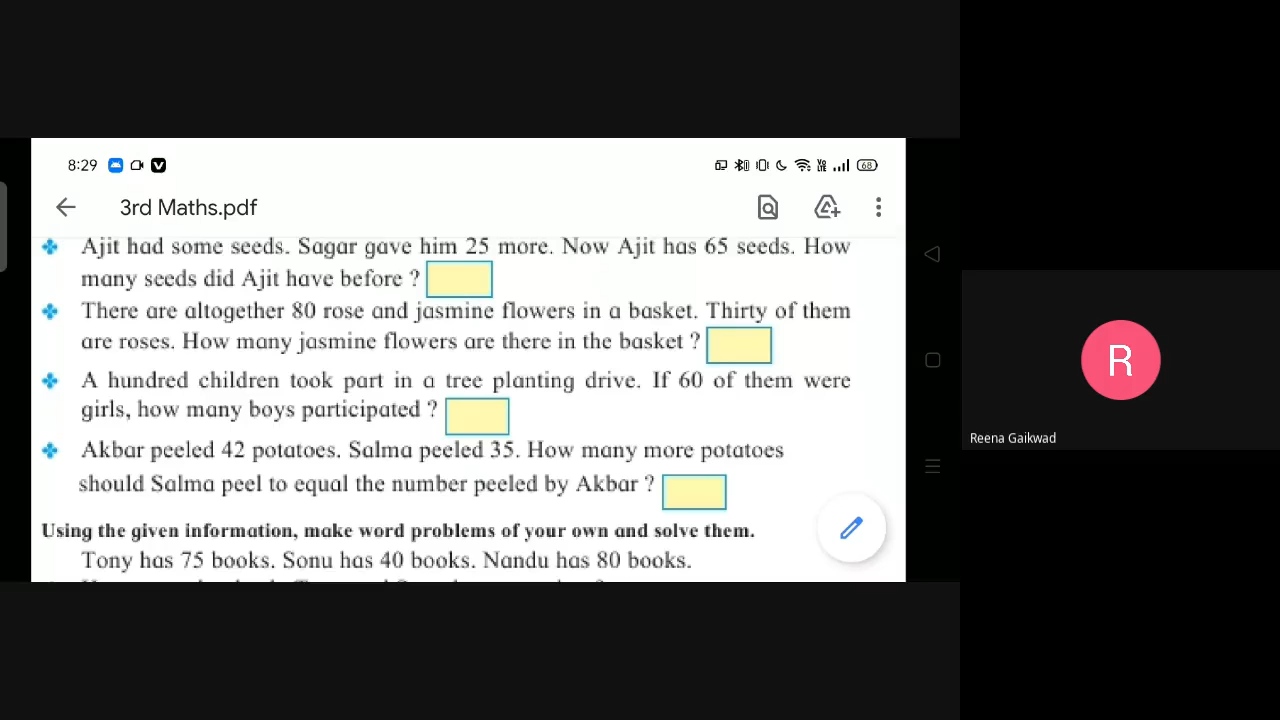 8:29
68
3rd Maths.pdf
Ajit had some seeds. Sagar gave him 25 more. Now Ajit has 65 seeds. How
many seeds did Ajit have before ?
There are altogether 80 rose and jasmine flowers in a basket. Thirty of them
are roses. How many jasmine flowers are there in the basket ?
A hundred children took part in a tree planting drive. If 60 of them were
girls, how many boys participated ?
Akbar peeled 42 potatoes. Salma peeled 35. How many more potatoes
should Salma peel to equal the number peeled by Akbar ?
Using the given information, make word problems of your own and solve them.
Tony has 75 books. Sonu has 40 books. Nandu has 80 books.
R
Reena Gaikwad